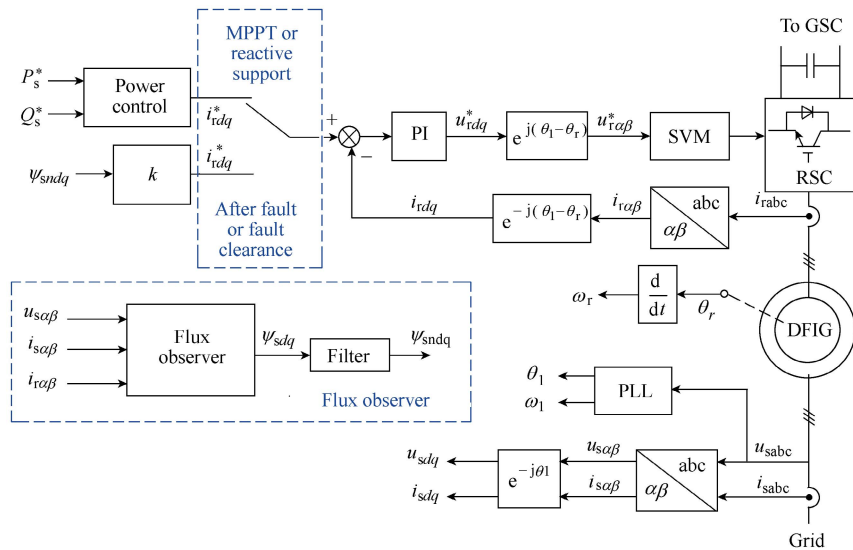 To GSC
MPPT or
reactive
support
P*s
Q*s
Power
control
i*rdq
ψsndq
k
i*rdq
After fault
or fault
clearance
+
−
PI
u*rdq
e j(θ1−θr)
u*rαβ
SVM
RSC
irdq
e −j(θ1−θr)
irαβ
abc
αβ
irabc
ωr
d
dt
θr
DFIG
usαβ
isαβ
irαβ
Flux
observer
ψsdq
Filter
ψsndq
Flux observer
θ1
ω1
PLL
usdq
isdq
e −jθ1
usαβ
isαβ
abc
αβ
usabc
isabc
Grid